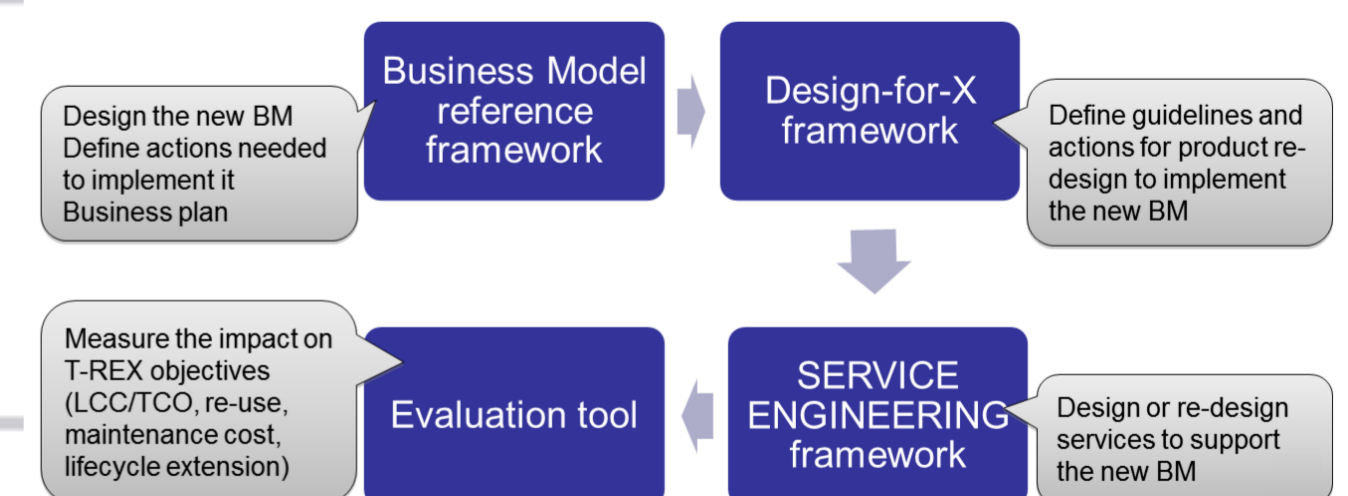 Business Model
reference
framework
Design the new BM
Define actions needed
to implement it
Business plan
Design-for-X
framework
Define guidelines and
actions for product re-
design to implement
the new BM
SERVICE
ENGINEERING
framework
Design or re-design
services to support
the new BM
Evaluation tool
Measure the impact on
T-REX objectives
(LCC/TCO, re-use,
maintenance cost,
lifecycle extension)